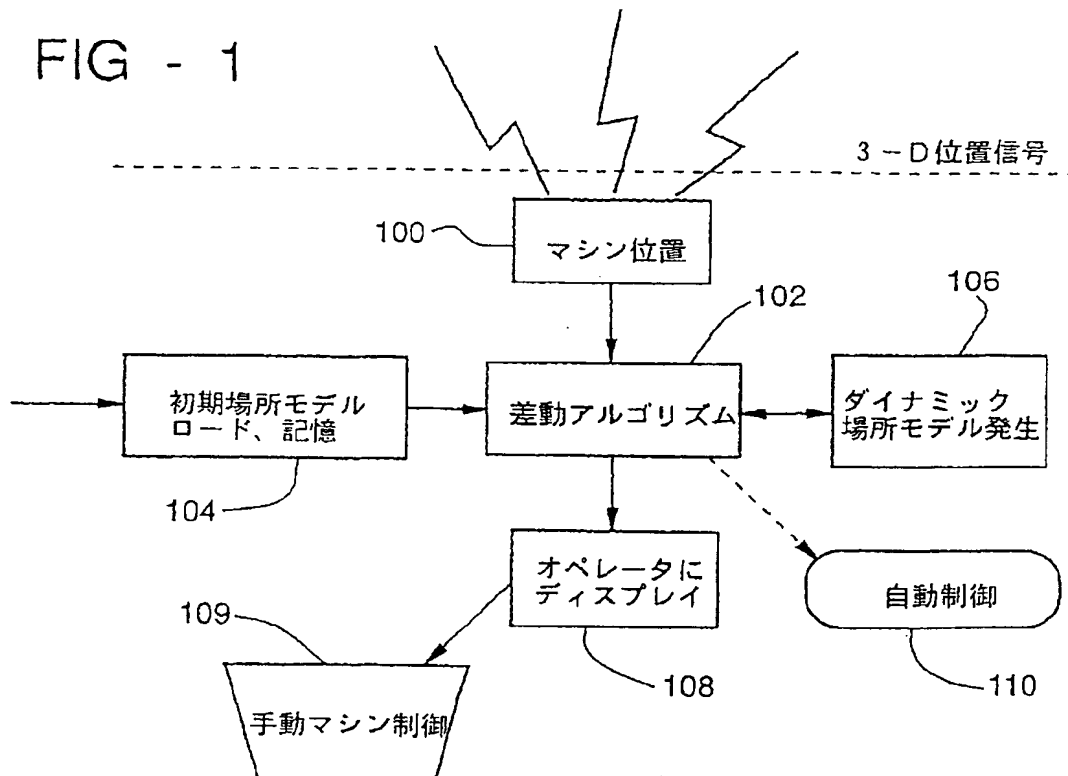 FIG - 1
3-D位置信号
100
マシン位置
102
106
初期場所モデル
ロード、記憶
差動アルゴリズム
ダイナミック
場所モデル発生
104
オペレータに
ディスプレイ
自動制御
109
108
110
手動マシン制御